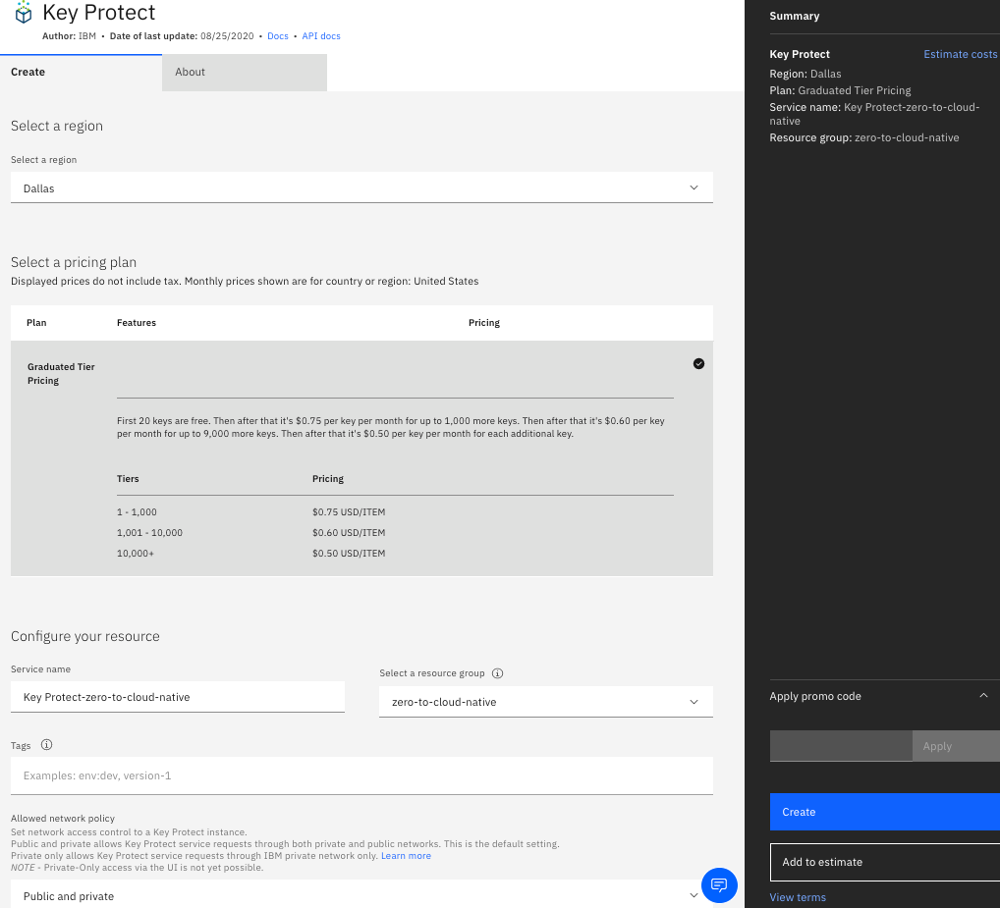 Key Protect
Author: IBM • Date of last update: 08/25/2020 • Docs • API docs
Create
About
Select a region
Select a region
Dallas
Select a pricing plan
Displayed prices do not include tax. Monthly prices shown are for country or region: United States
Plan Features Pricing
Graduated Tier
Pricing
First 20 keys are free. Then after that it's $0.75 per key per month for up to 1,000 more keys. Then after that it's $0.60 per key
per month for up to 9,000 more keys. Then after that it's $0.50 per key per month for each additional key.
Tiers Pricing
1 - 1,000 $0.75 USD/ITEM
1,001 - 10,000 $0.60 USD/ITEM
10,000+ $0.50 USD/ITEM
Configure your resource
Service name
Key Protect-zero-to-cloud-native
Select a resource group
zero-to-cloud-native
Tags
Examples: env:dev, version-1
Allowed network policy
Set network access control to a Key Protect instance.
Public and private allows Key Protect service requests through both private and public networks. This is the default setting.
Private only allows Key Protect service requests through IBM private network only. Learn more
NOTE - Private-Only access via the UI is not yet possible.
Public and private
Summary
Key Protect Estimate costs
Region: Dallas
Plan: Graduated Tier Pricing
Service name: Key Protect-zero-to-cloud-
native
Resource group: zero-to-cloud-native
Apply promo code
Apply
Create
Add to estimate
View terms